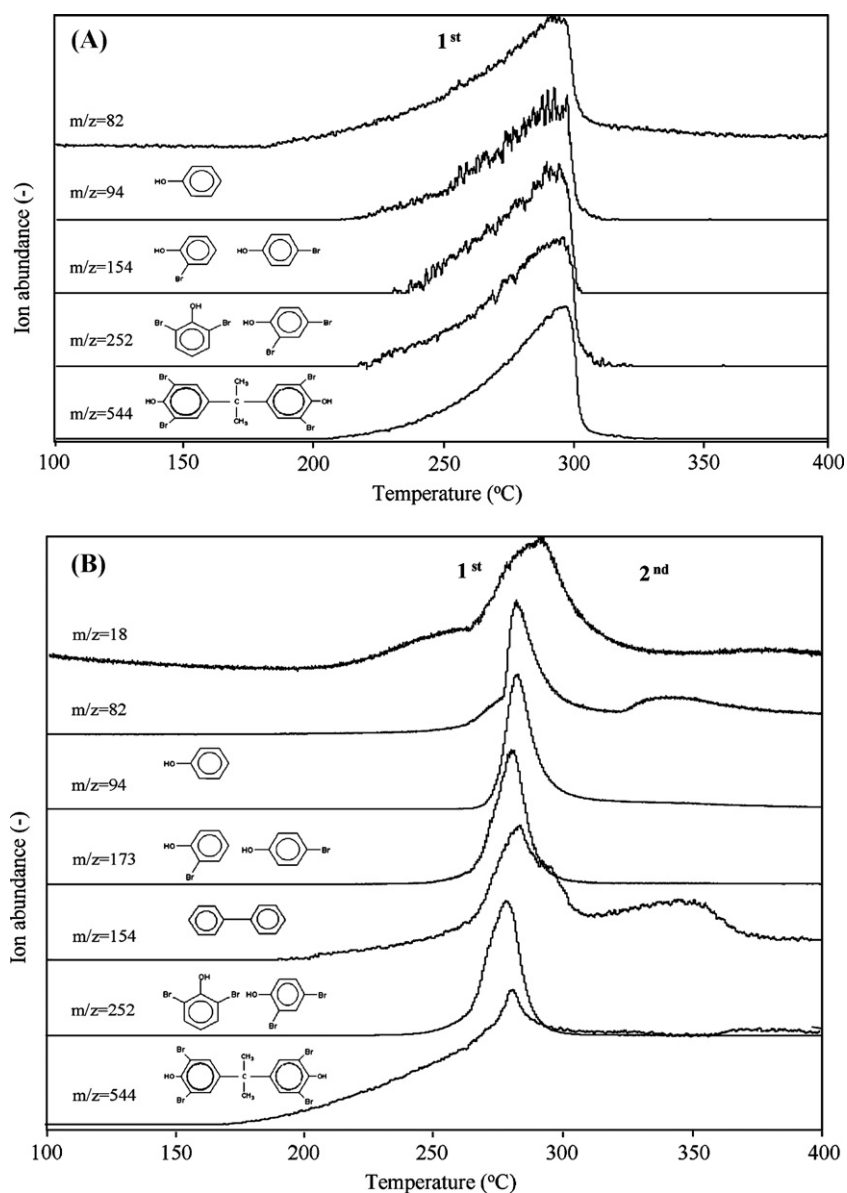 (A)
1st
m/z=82
m/z=94
HO
m/z=154
HO
Br
HO
Br
m/z=252
OH
Br
Br
HO
Br
Br
m/z=544
Br
HO
Br
CH3
C
CH3
Br
OH
Br
Ion abundance (-)
100 150 200 250 300 350 400
Temperature (oC)
(B)
1st
2nd
m/z=18
m/z=82
m/z=94
HO
m/z=173
HO
Br
HO
Br
m/z=154
m/z=252
OH
Br
Br
HO
Br
Br
m/z=544
Br
HO
Br
CH3
C
CH3
Br
OH
Br
Ion abundance (-)
100 150 200 250 300 350 400
Temperature (oC)